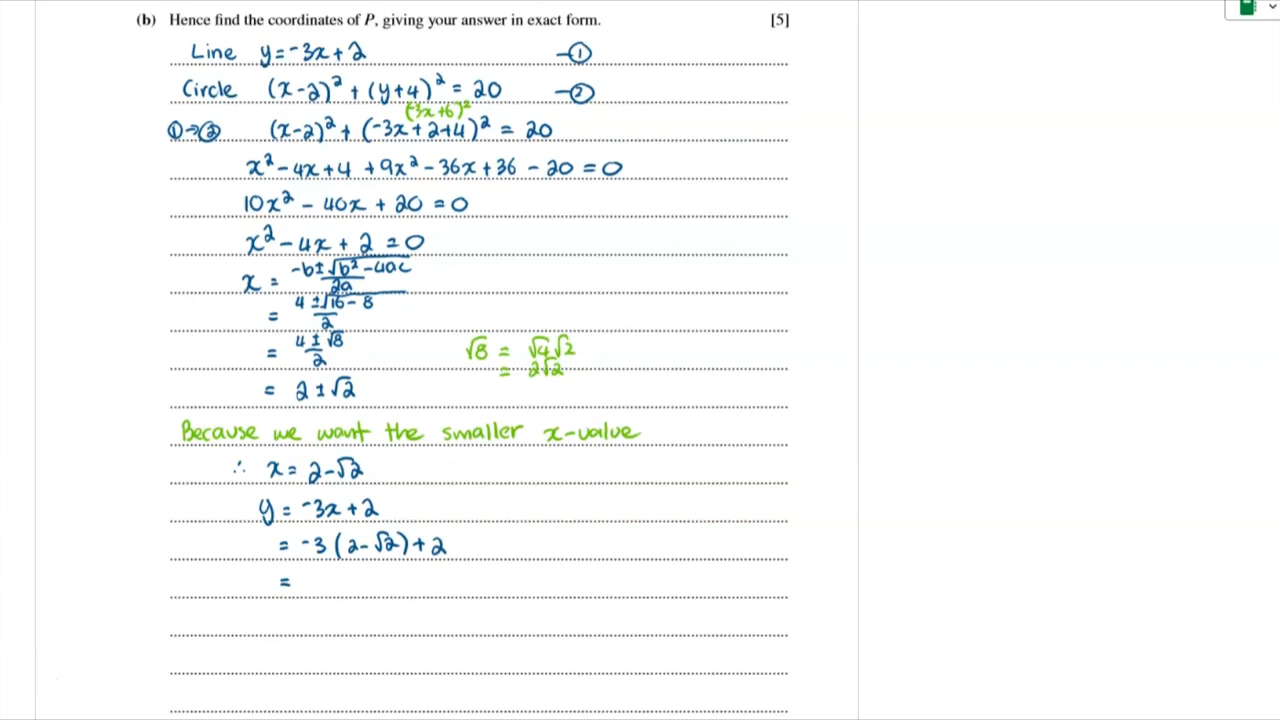 (b) Hence find the coordinates of P, giving your answer in exact form. [5]
Line y = -3x + 2 —①
Circle (x-2)² + (y+4)² = 20 —②
(-3x+6)²
①→② (x-2)² + (-3x+2+4)² = 20
x² - 4x + 4 + 9x² - 36x + 36 - 20 = 0
10x² - 40x + 20 = 0
x² - 4x + 2 = 0
x = (-b ± √(b² - 4ac))/2a
= (4 ± √(16 - 8))/2
= (4 ± √8)/2
√8 = √4√2
= 2√2
= 2 ± √2
Because we want the smaller x-value
∴ x = 2 - √2
y = -3x + 2
= -3(2 - √2) + 2
=